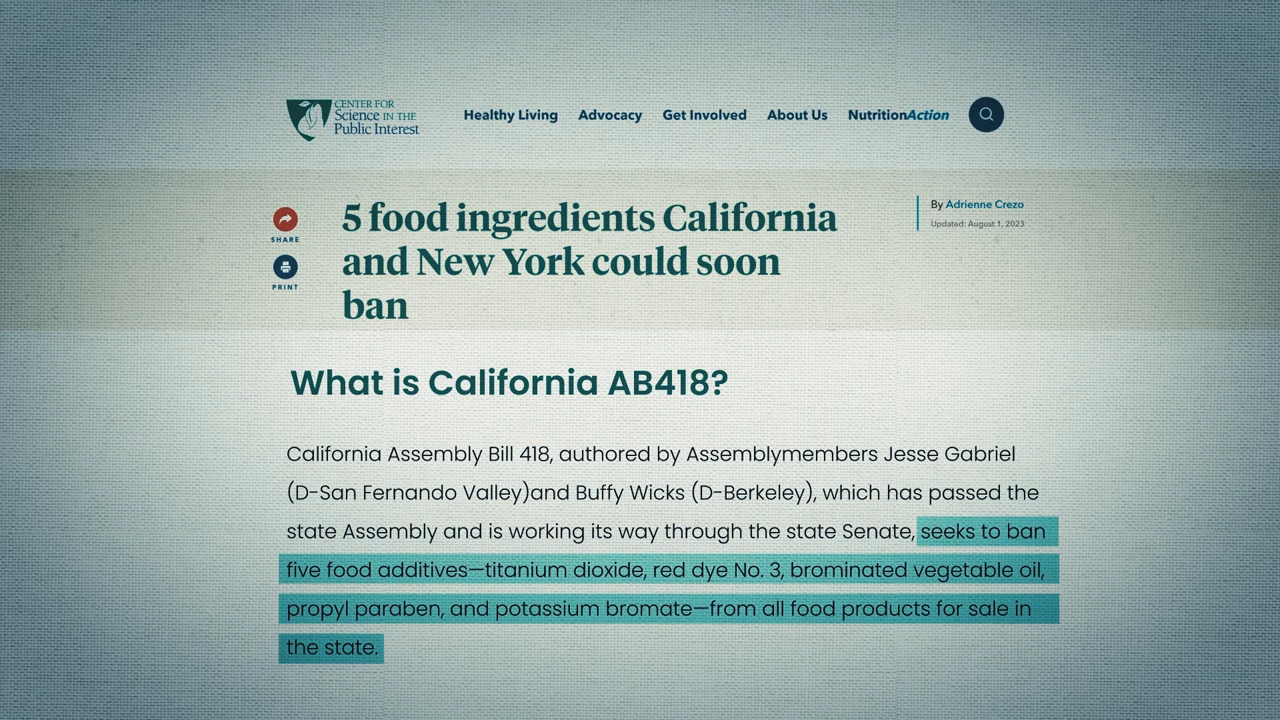 CENTER FOR
Science IN THE
Public Interest
Healthy Living Advocacy Get Involved About Us NutritionAction
SHARE
PRINT
5 food ingredients California
and New York could soon
ban
By Adrienne Crezo
Updated: August 1, 2023
What is California AB418?
California Assembly Bill 418, authored by Assemblymembers Jesse Gabriel
(D-San Fernando Valley)and Buffy Wicks (D-Berkeley), which has passed the
state Assembly and is working its way through the state Senate, seeks to ban
five food additives—titanium dioxide, red dye No. 3, brominated vegetable oil,
propyl paraben, and potassium bromate—from all food products for sale in
the state.